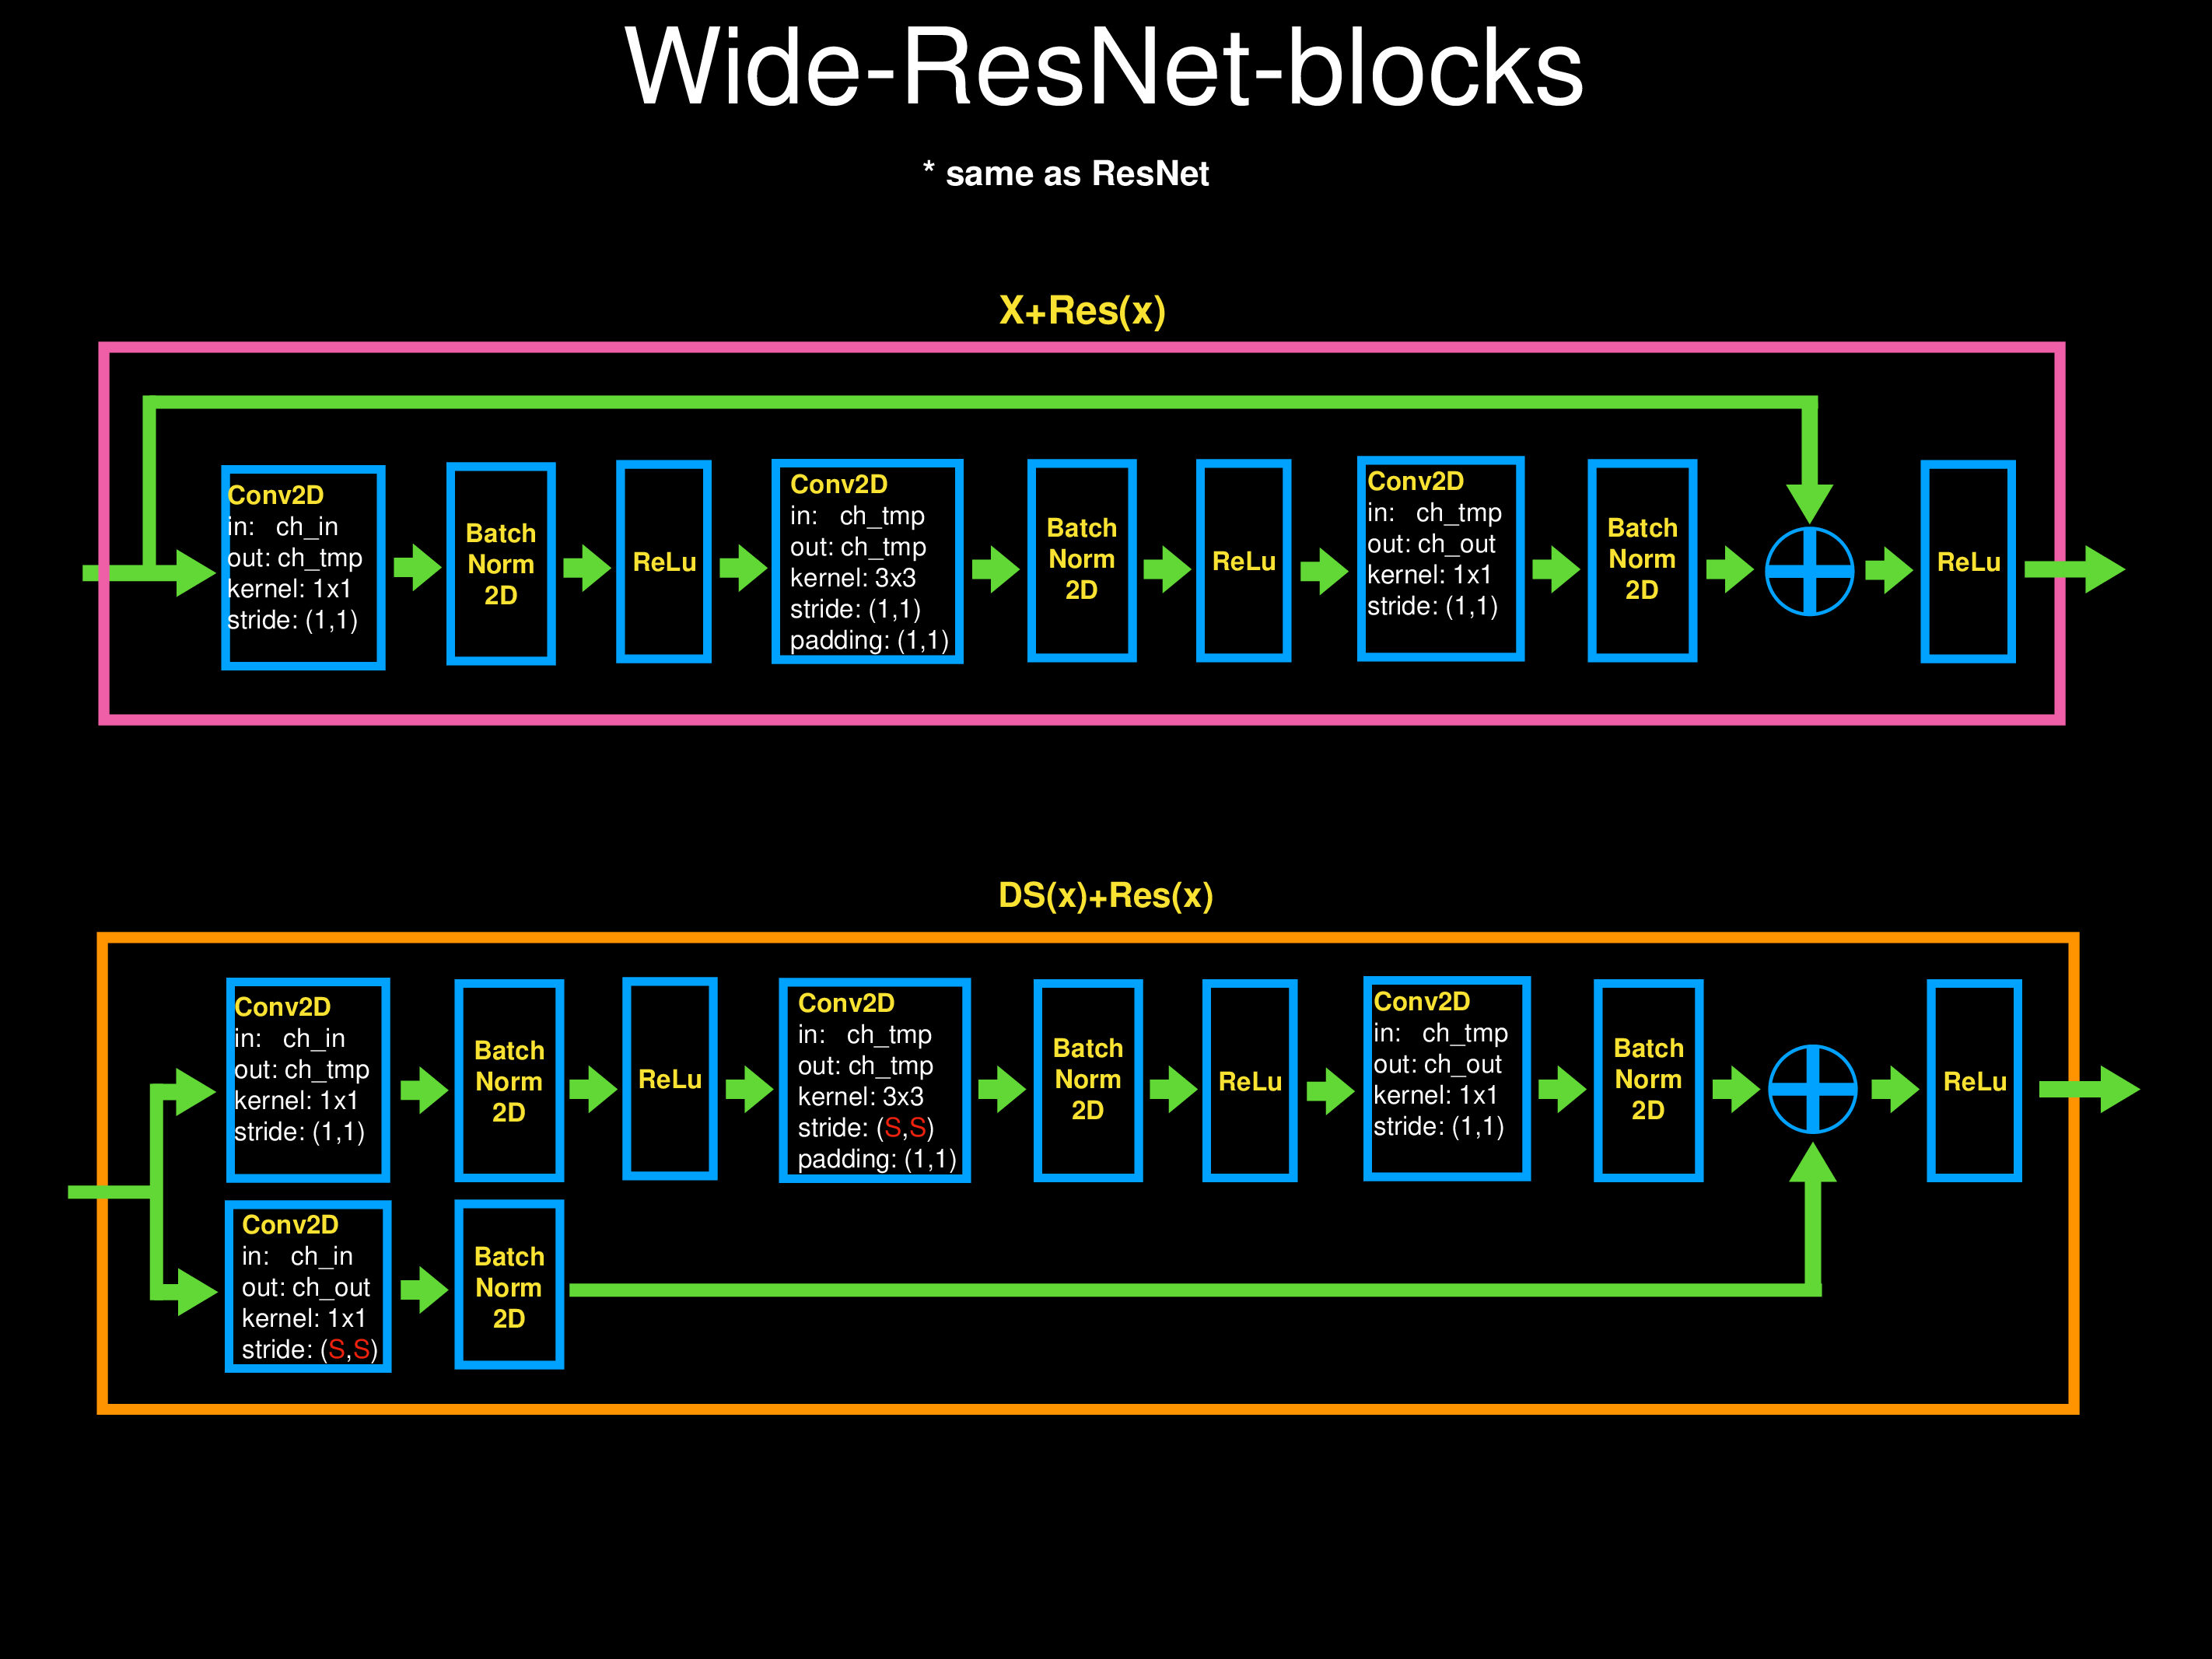 Wide-ResNet-blocks
* same as ResNet
X+Res(x)
Conv2D
in: ch_in
out: ch_tmp
kernel: 1x1
stride: (1,1)
Batch
Norm
2D
ReLu
Conv2D
in: ch_tmp
out: ch_tmp
kernel: 3x3
stride: (1,1)
padding: (1,1)
Batch
Norm
2D
ReLu
Conv2D
in: ch_tmp
out: ch_out
kernel: 1x1
stride: (1,1)
Batch
Norm
2D
ReLu
DS(x)+Res(x)
Conv2D
in: ch_in
out: ch_tmp
kernel: 1x1
stride: (1,1)
Batch
Norm
2D
ReLu
Conv2D
in: ch_tmp
out: ch_tmp
kernel: 3x3
stride: (S,S)
padding: (1,1)
Batch
Norm
2D
ReLu
Conv2D
in: ch_tmp
out: ch_out
kernel: 1x1
stride: (1,1)
Batch
Norm
2D
ReLu
Conv2D
in: ch_in
out: ch_out
kernel: 1x1
stride: (S,S)
Batch
Norm
2D